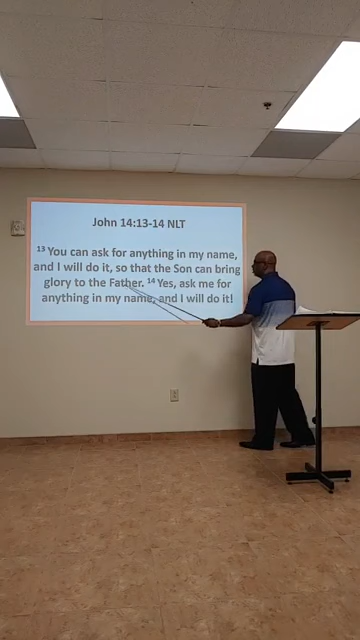 John 14:13-14 NLT
13 You can ask for anything in my name,
and I will do it, so that the Son can bring
glory to the Father. 14 Yes, ask me for
anything in my name, and I will do it!